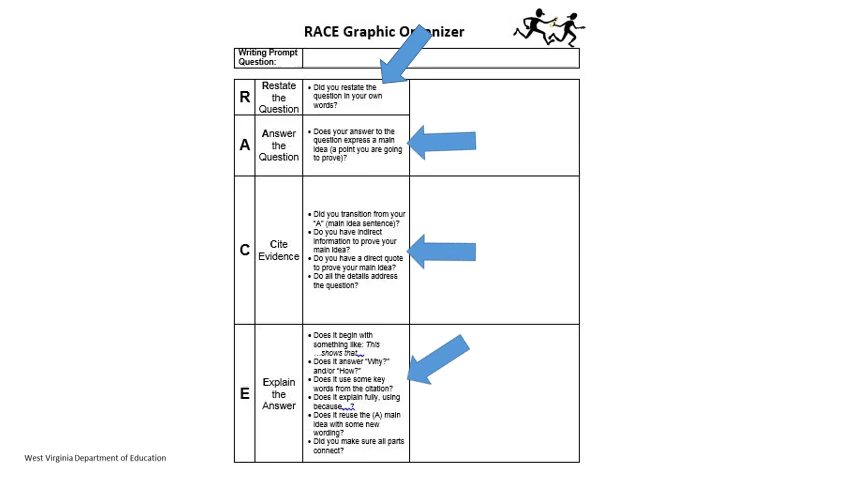 RACE Graphic Organizer
Writing Prompt
Question:
R
Restate
the
Question
• Did you restate the
question in your own
words?
A
Answer
the
Question
• Does your answer to the
question express a main
idea (a point you are going
to prove)?
C
Cite
Evidence
• Did you transition from your
"A" (main idea sentence)?
• Do you have indirect
information to prove your
main idea?
• Do you have a direct quote
to prove your main idea?
• Do all the details address
the question?
E
Explain
the
Answer
• Does it begin with
something like: This
...shows that...
• Does it answer "Why?"
and/or "How?"
• Does it use some key
words from the citation?
• Does it explain fully, using
because...?
• Does it reuse the (A) main
idea with some new
wording?
• Did you make sure all parts
connect?
West Virginia Department of Education